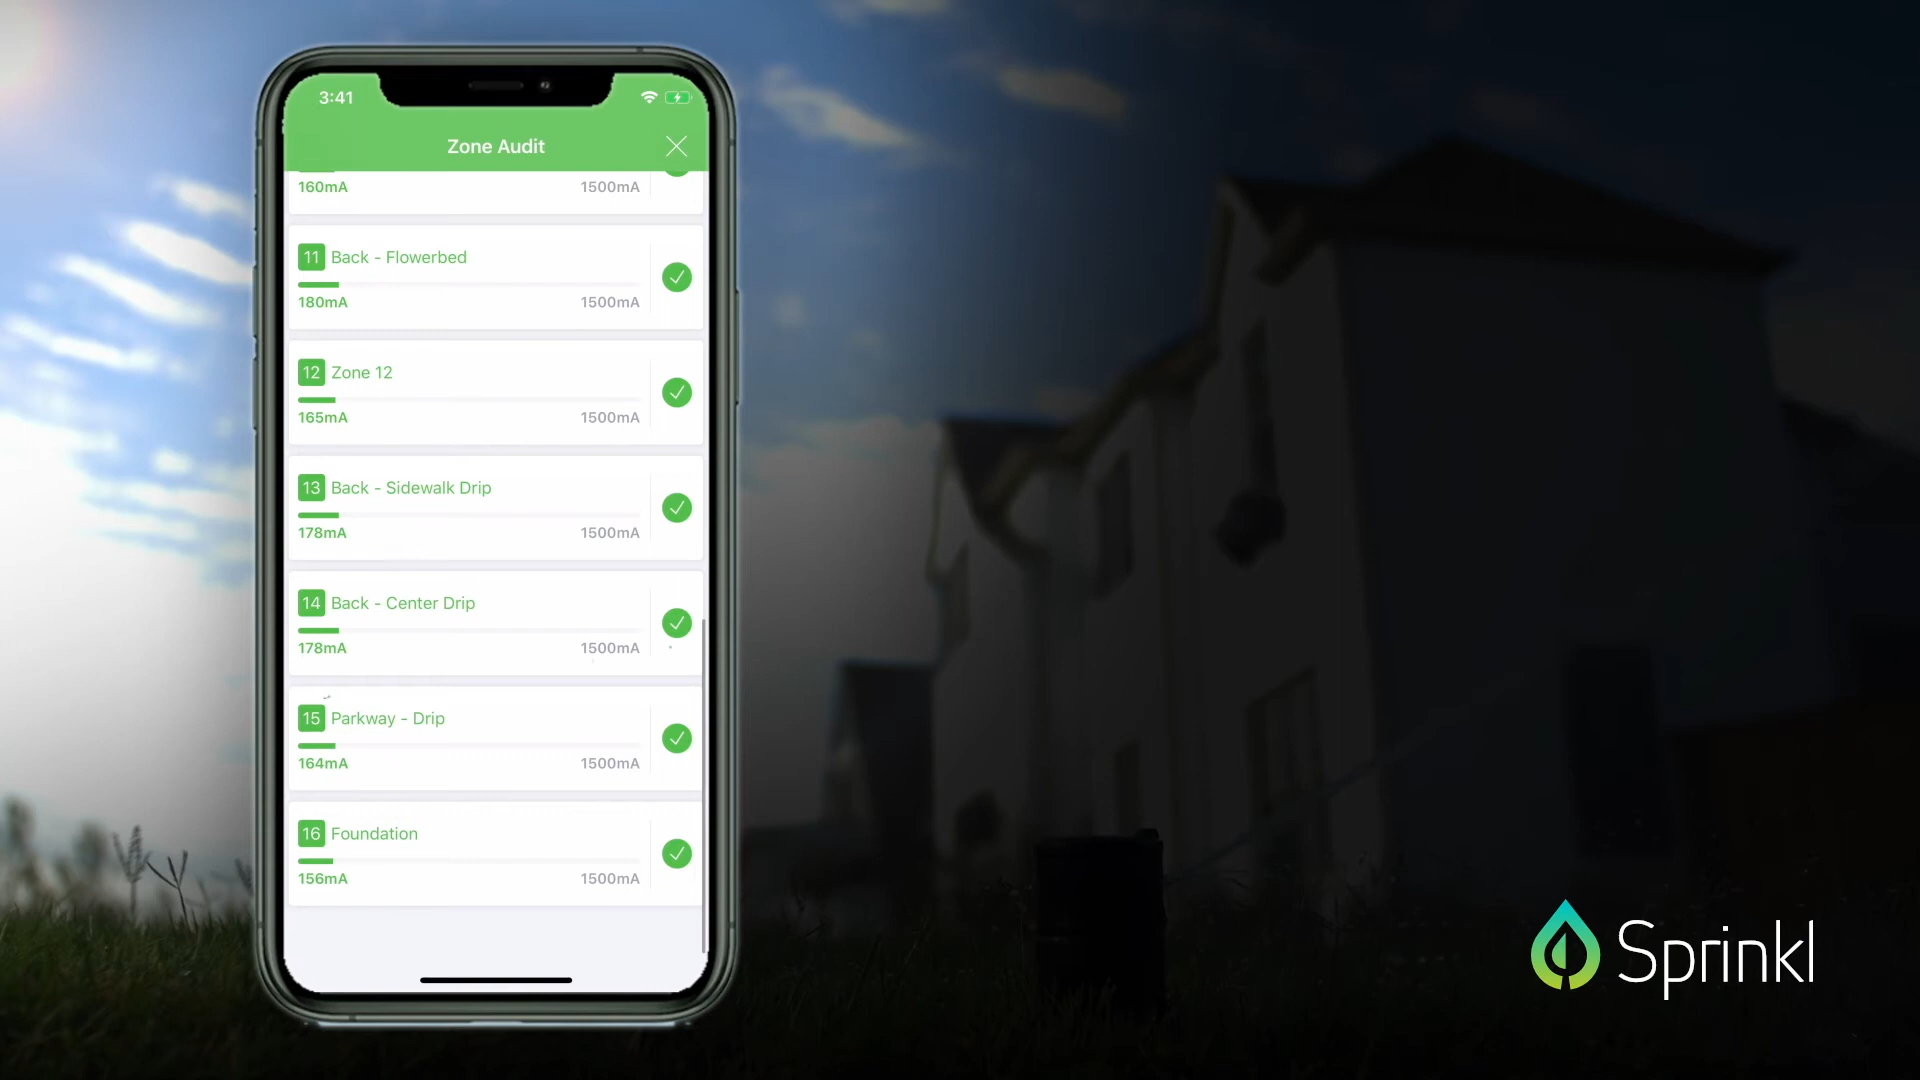 3:41
Zone Audit
160mA 1500mA
11 Back - Flowerbed
180mA 1500mA
12 Zone 12
165mA 1500mA
13 Back - Sidewalk Drip
178mA 1500mA
14 Back - Center Drip
178mA 1500mA
15 Parkway - Drip
164mA 1500mA
16 Foundation
156mA 1500mA
Sprinkl